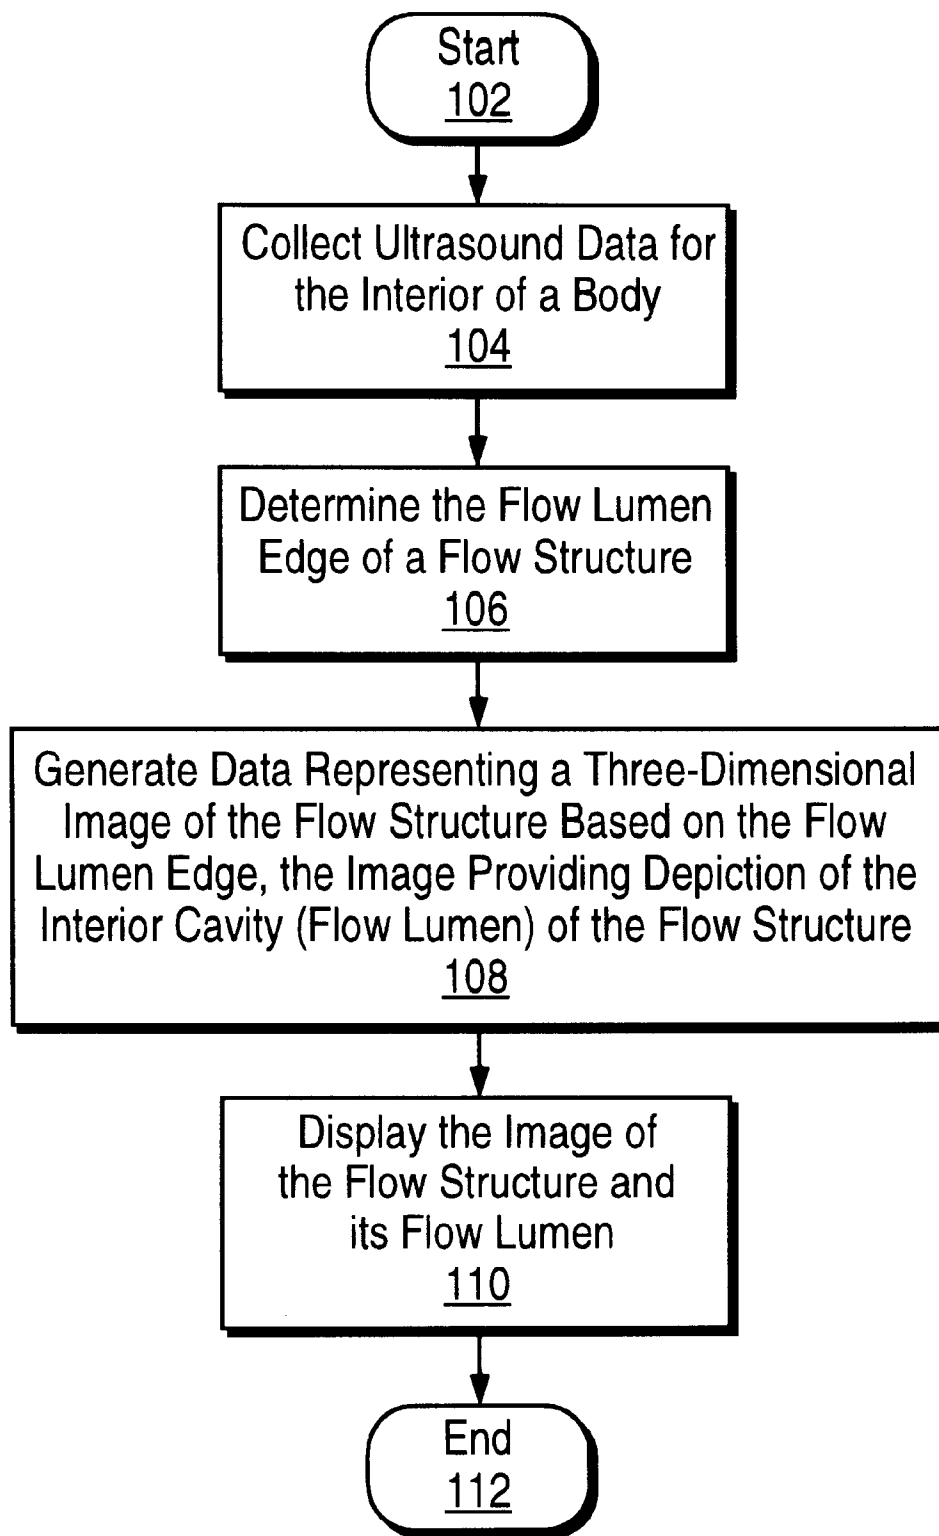 Start
102
Collect Ultrasound Data for
the Interior of a Body
104
Determine the Flow Lumen
Edge of a Flow Structure
106
Generate Data Representing a Three-Dimensional
Image of the Flow Structure Based on the Flow
Lumen Edge, the Image Providing Depiction of the
Interior Cavity (Flow Lumen) of the Flow Structure
108
Display the Image of
the Flow Structure and
its Flow Lumen
110
End
112